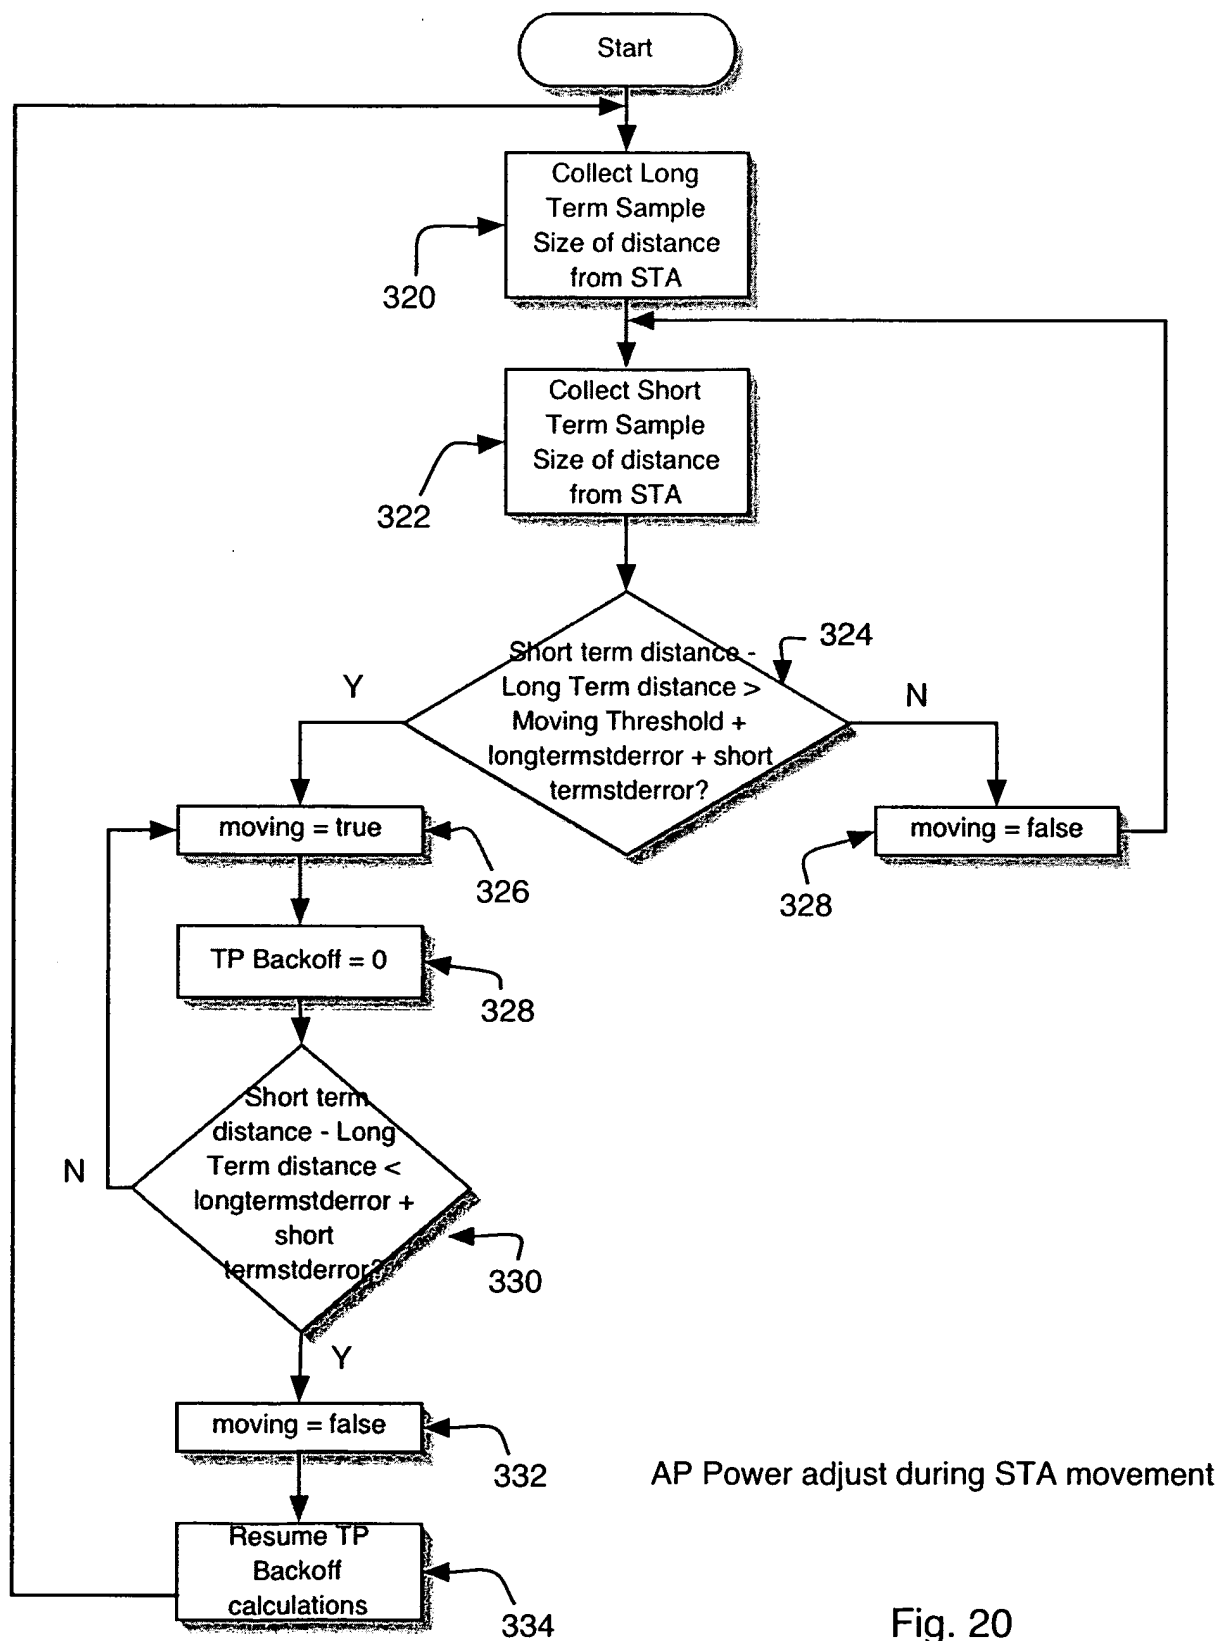 Start
Collect Long
Term Sample
Size of distance
from STA
320
Collect Short
Term Sample
Size of distance
from STA
322
Short term distance -
Long Term distance >
Moving Threshold +
longtermstderror + short
termstderror?
324
Y
N
moving = true
326
moving = false
328
TP Backoff = 0
328
Short term
distance - Long
Term distance <
longtermstderror +
short
termstderror?
330
N
Y
moving = false
332
AP Power adjust during STA movement
Resume TP
Backoff
calculations
334
Fig. 20